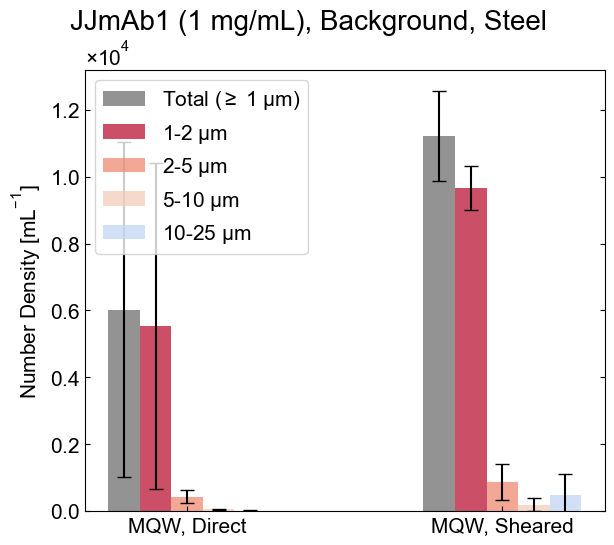 JJmAb1 (1 mg/mL), Background, Steel
×10⁴
Total (≥ 1 µm)
1-2 µm
2-5 µm
5-10 µm
10-25 µm
1.2
1.0
0.8
0.6
0.4
0.2
0.0
Number Density [mL⁻¹]
MQW, Direct
MQW, Sheared